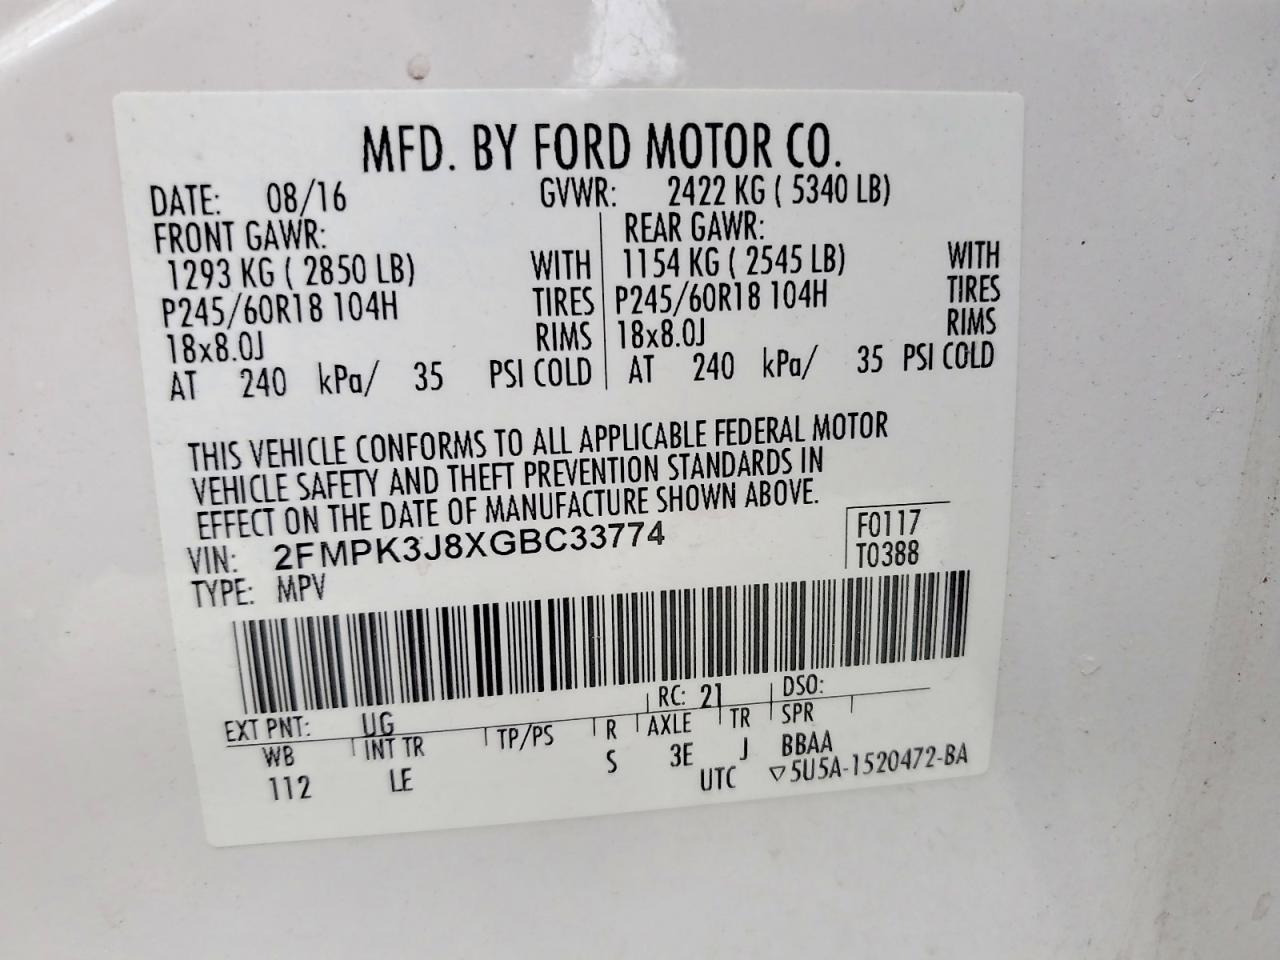 MFD. BY FORD MOTOR CO.
DATE: 08/16 GVWR: 2422 KG ( 5340 LB)
FRONT GAWR: REAR GAWR:
1293 KG ( 2850 LB) WITH 1154 KG ( 2545 LB) WITH
P245/60R18 104H TIRES P245/60R18 104H TIRES
18x8.0J RIMS 18x8.0J RIMS
AT 240 kPa/ 35 PSI COLD AT 240 kPa/ 35 PSI COLD
THIS VEHICLE CONFORMS TO ALL APPLICABLE FEDERAL MOTOR
VEHICLE SAFETY AND THEFT PREVENTION STANDARDS IN
EFFECT ON THE DATE OF MANUFACTURE SHOWN ABOVE.
VIN: 2FMPK3J8XGBC33774 F0117
TYPE: MPV T0388
EXT PNT: UG RC: 21 DSO:
WB INT TR TP/PS R AXLE TR SPR
112 LE S 3E J BBAA
UTC ▽5U5A-1520472-BA